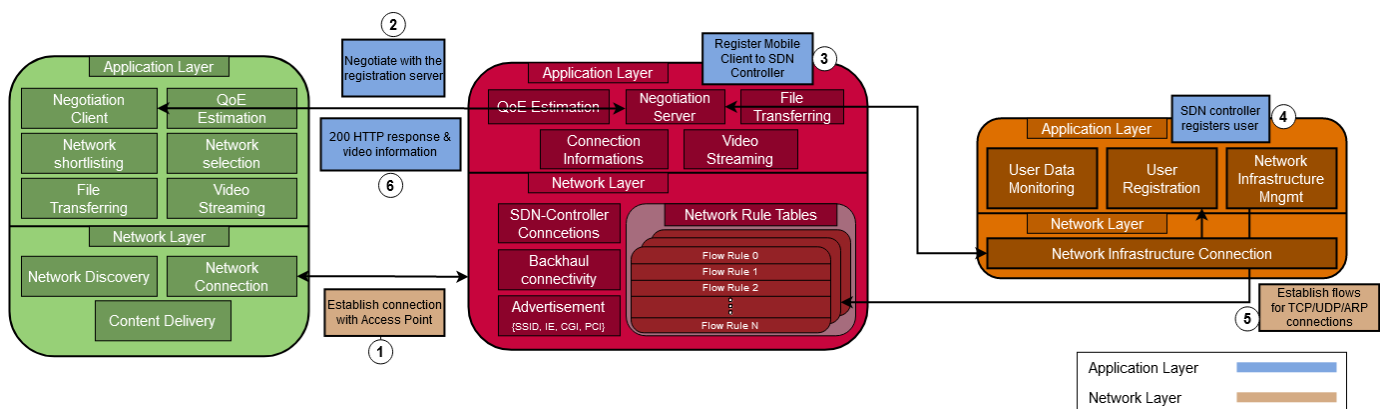 2
Negotiate with the
registration server
Application Layer
Negotiation
Client
QoE
Estimation
Network
shortlisting
Network
selection
File
Transferring
Video
Streaming
Network Layer
Network Discovery
Network
Connection
Content Delivery
200 HTTP response &
video information
6
Establish connection
with Access Point
1
Register Mobile
Client to SDN
Controller
3
Application Layer
QoE Estimation
Negotiation
Server
File
Transferring
Connection
Informations
Video
Streaming
Network Layer
SDN-Controller
Conncetions
Backhaul
connectivity
Advertisement
{SSID, IE, CGI, PCI}
Network Rule Tables
Flow Rule 0
Flow Rule 1
Flow Rule 2
Flow Rule N
SDN controller
registers user
4
Application Layer
User Data
Monitoring
User
Registration
Network
Infrastructure
Mngmt
Network Layer
Network Infrastructure Connection
Establish flows
for TCP/UDP/ARP
connections
5
Application Layer
Network Layer